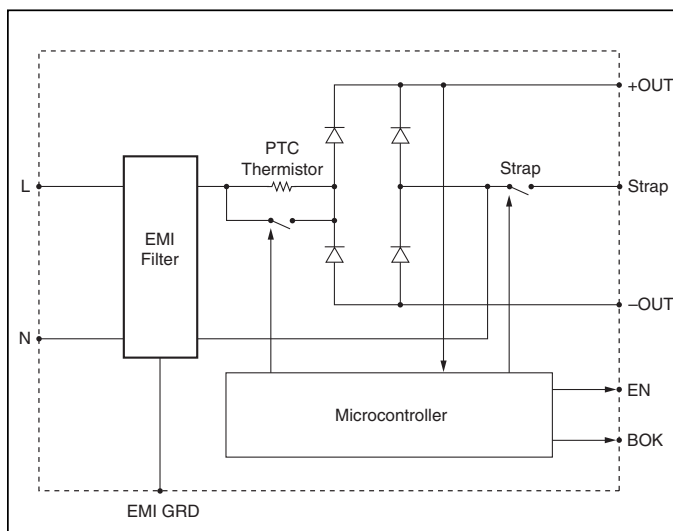 +OUT
PTC
Thermistor
Strap
L
Strap
EMI
Filter
–OUT
N
EN
Microcontroller
BOK
EMI GRD